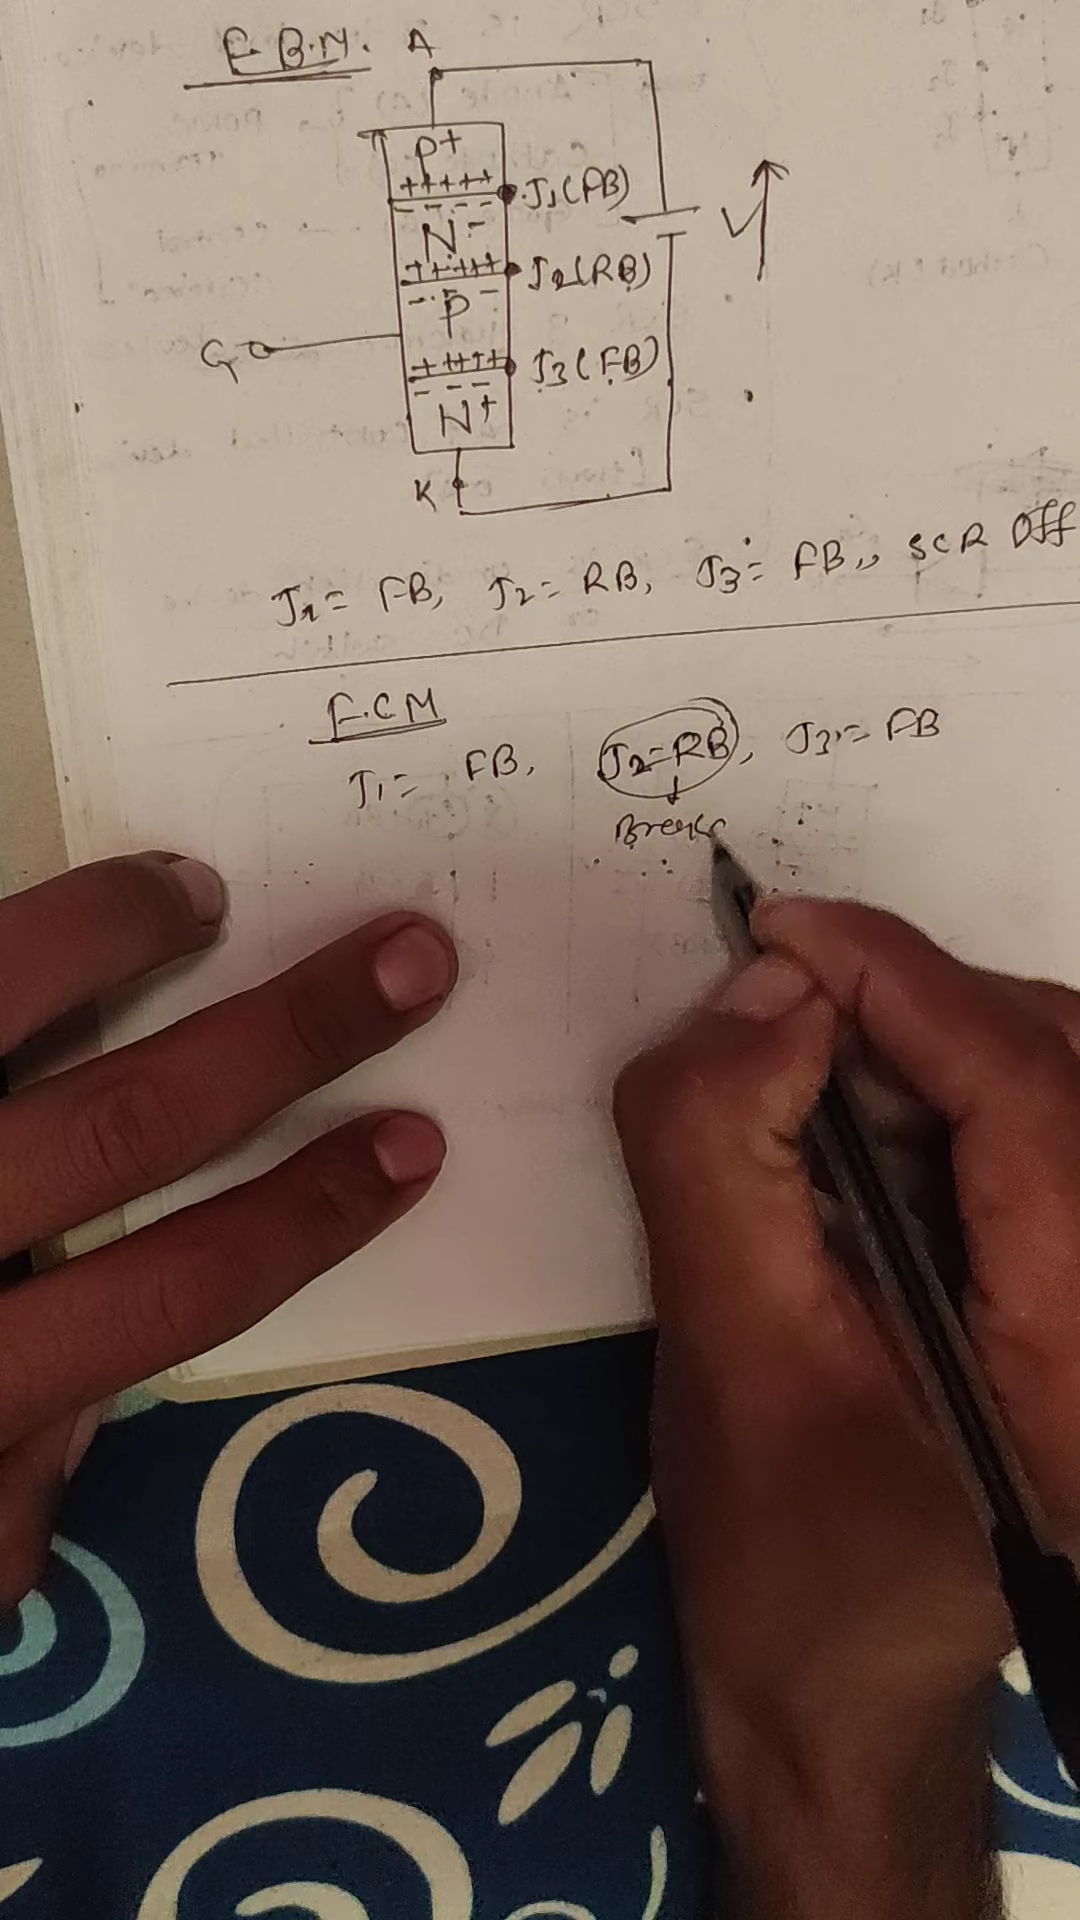 F.B.M. A
P+
+++++ J1(FB)
- - - -
N- V
+++++ J2(RB)
- - -
P
G
+++++ J3(FB)
- - -
N+
K
J1= FB, J2= RB, J3= FB,, SCR Off
F.C.M
J1= FB, J2=RB, J3= FB
Break